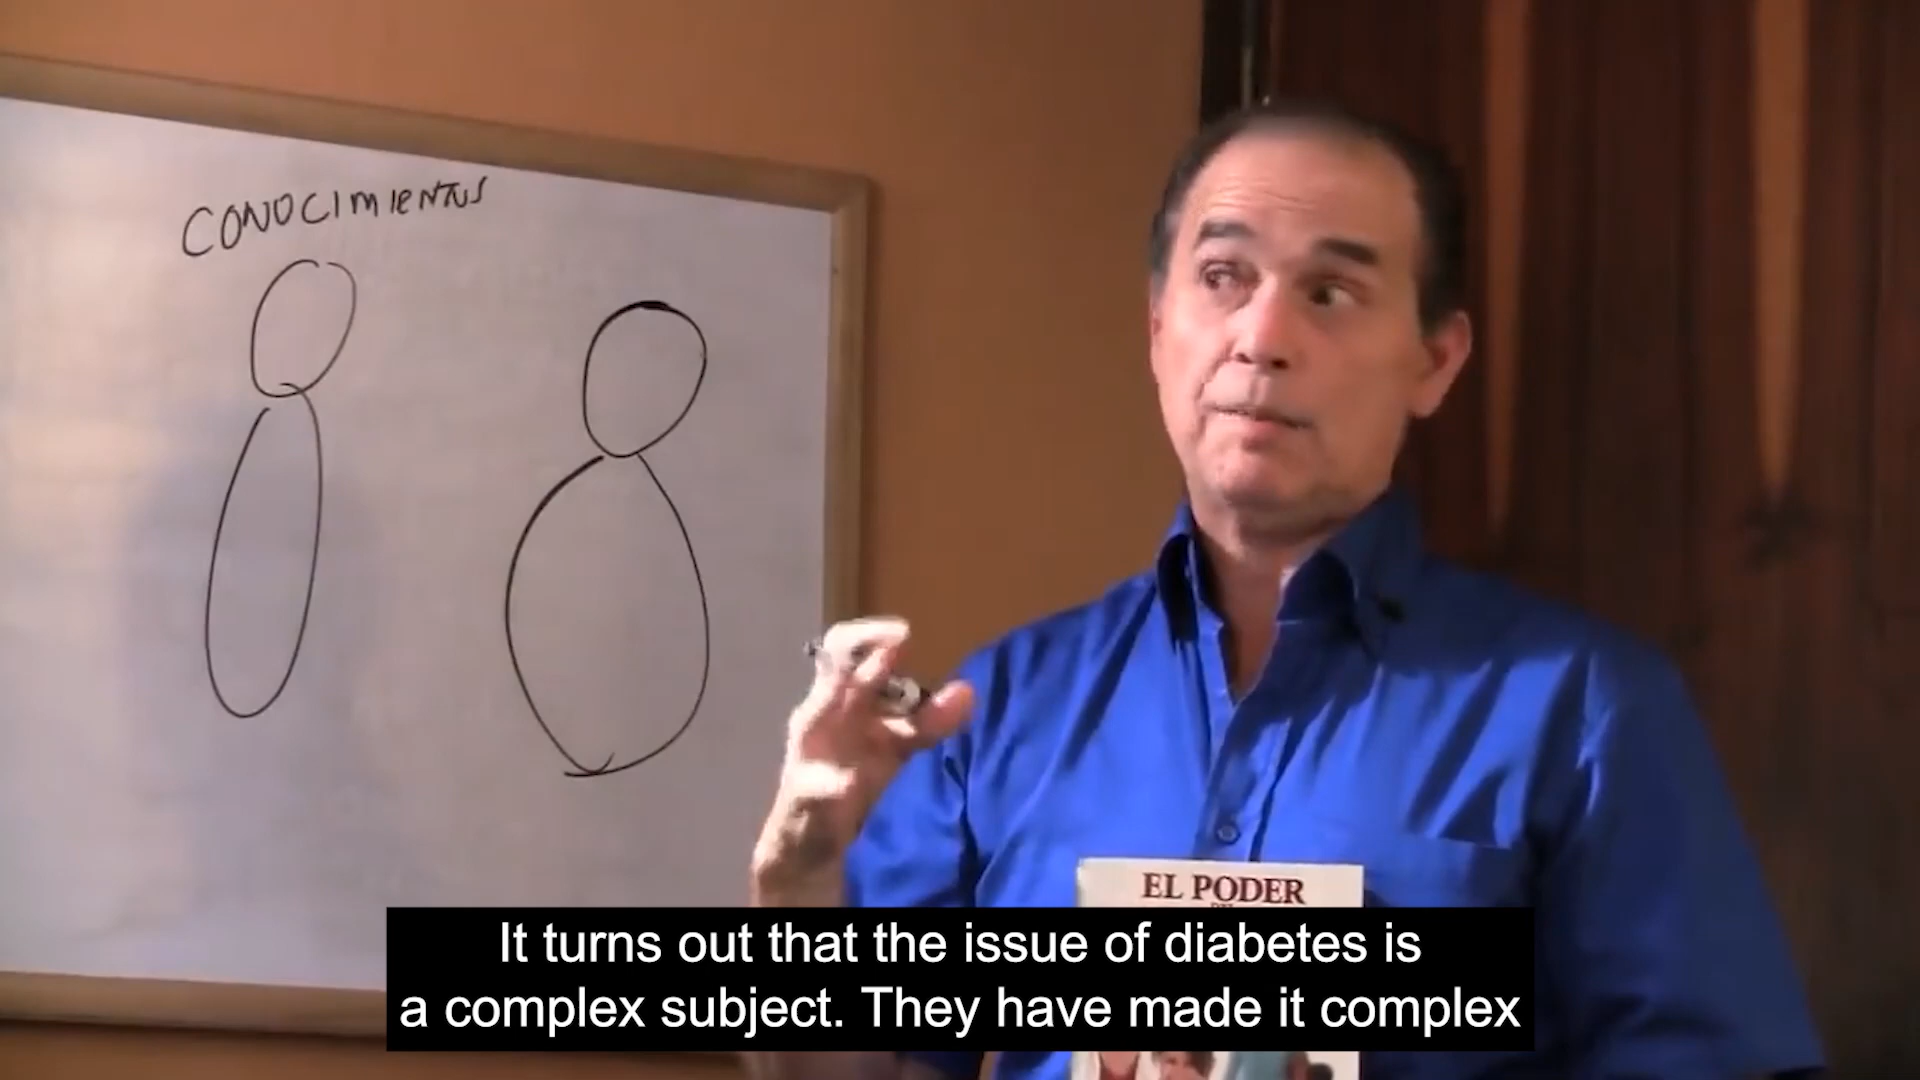 CONOCIMIENTOS
EL PODER
It turns out that the issue of diabetes is
a complex subject. They have made it complex